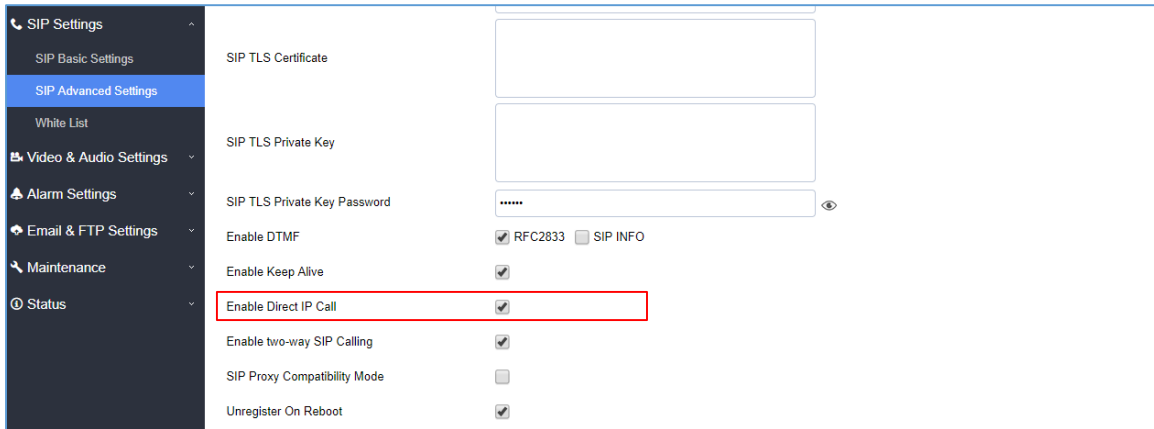 SIP Settings
SIP Basic Settings
SIP Advanced Settings
White List
Video & Audio Settings
Alarm Settings
Email & FTP Settings
Maintenance
Status
SIP TLS Certificate
SIP TLS Private Key
SIP TLS Private Key Password ••••••
Enable DTMF RFC2833 SIP INFO
Enable Keep Alive
Enable Direct IP Call
Enable two-way SIP Calling
SIP Proxy Compatibility Mode
Unregister On Reboot